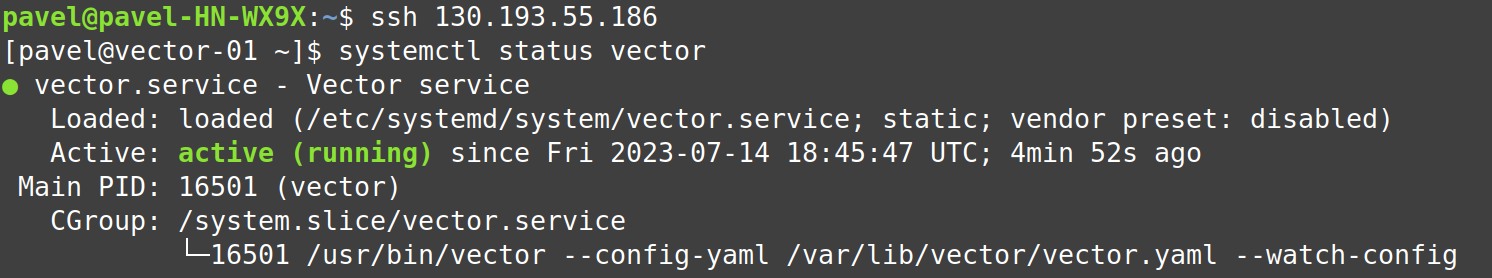 pavel@pavel-HN-WX9X:~$ ssh 130.193.55.186
[pavel@vector-01 ~]$ systemctl status vector
● vector.service - Vector service
   Loaded: loaded (/etc/systemd/system/vector.service; static; vendor preset: disabled)
   Active: active (running) since Fri 2023-07-14 18:45:47 UTC; 4min 52s ago
 Main PID: 16501 (vector)
   CGroup: /system.slice/vector.service
           └─16501 /usr/bin/vector --config-yaml /var/lib/vector/vector.yaml --watch-config